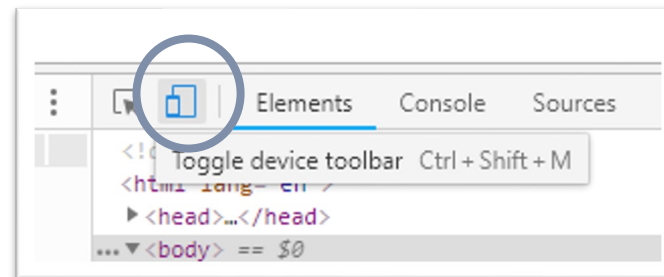 Elements Console Sources
Toggle device toolbar Ctrl + Shift + M
<html lang="en">
▶<head>…</head>
…▼<body> == $0